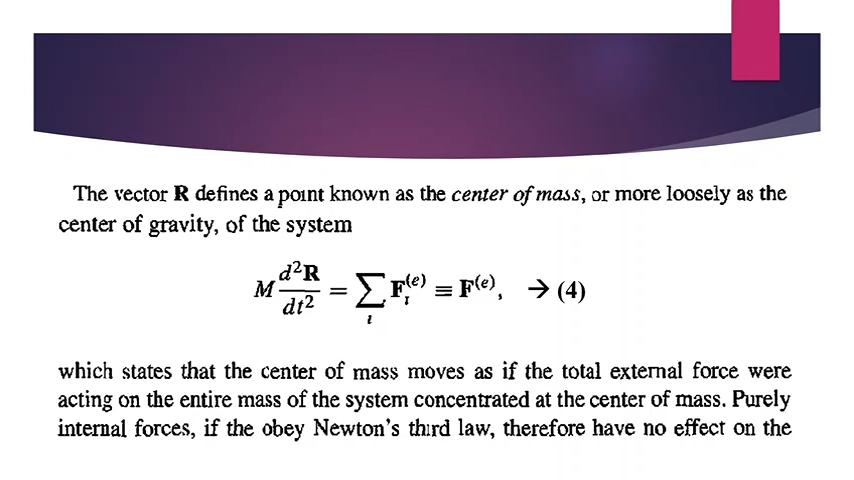 The vector R defines a point known as the center of mass, or more loosely as the
center of gravity, of the system
M d²R/dt² = ∑ᵢ Fᵢ⁽ᵉ⁾ ≡ F⁽ᵉ⁾, → (4)
which states that the center of mass moves as if the total external force were
acting on the entire mass of the system concentrated at the center of mass. Purely
internal forces, if the obey Newton's third law, therefore have no effect on the